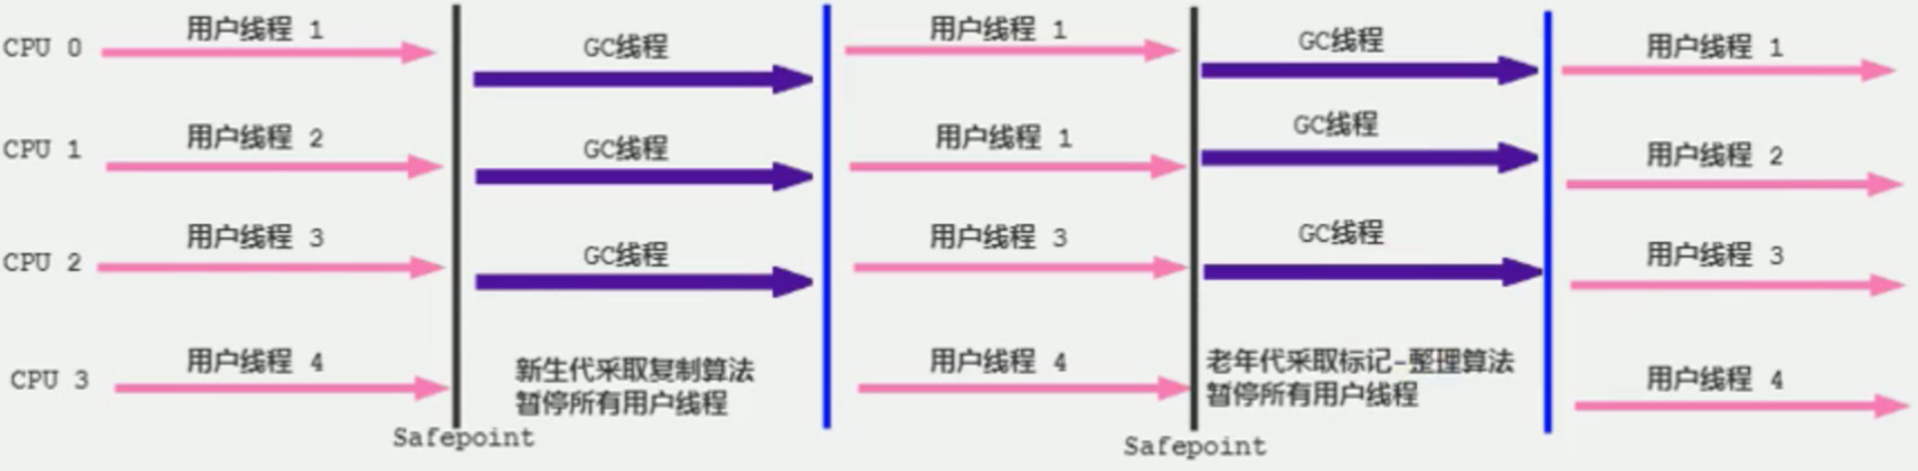 CPU 0
用户线程 1
GC线程
用户线程 1
GC线程
用户线程 1
CPU 1
用户线程 2
GC线程
用户线程 1
GC线程
用户线程 2
CPU 2
用户线程 3
GC线程
用户线程 3
GC线程
用户线程 3
CPU 3
用户线程 4
新生代采取复制算法
暂停所有用户线程
用户线程 4
老年代采取标记-整理算法
暂停所有用户线程
用户线程 4
Safepoint
Safepoint